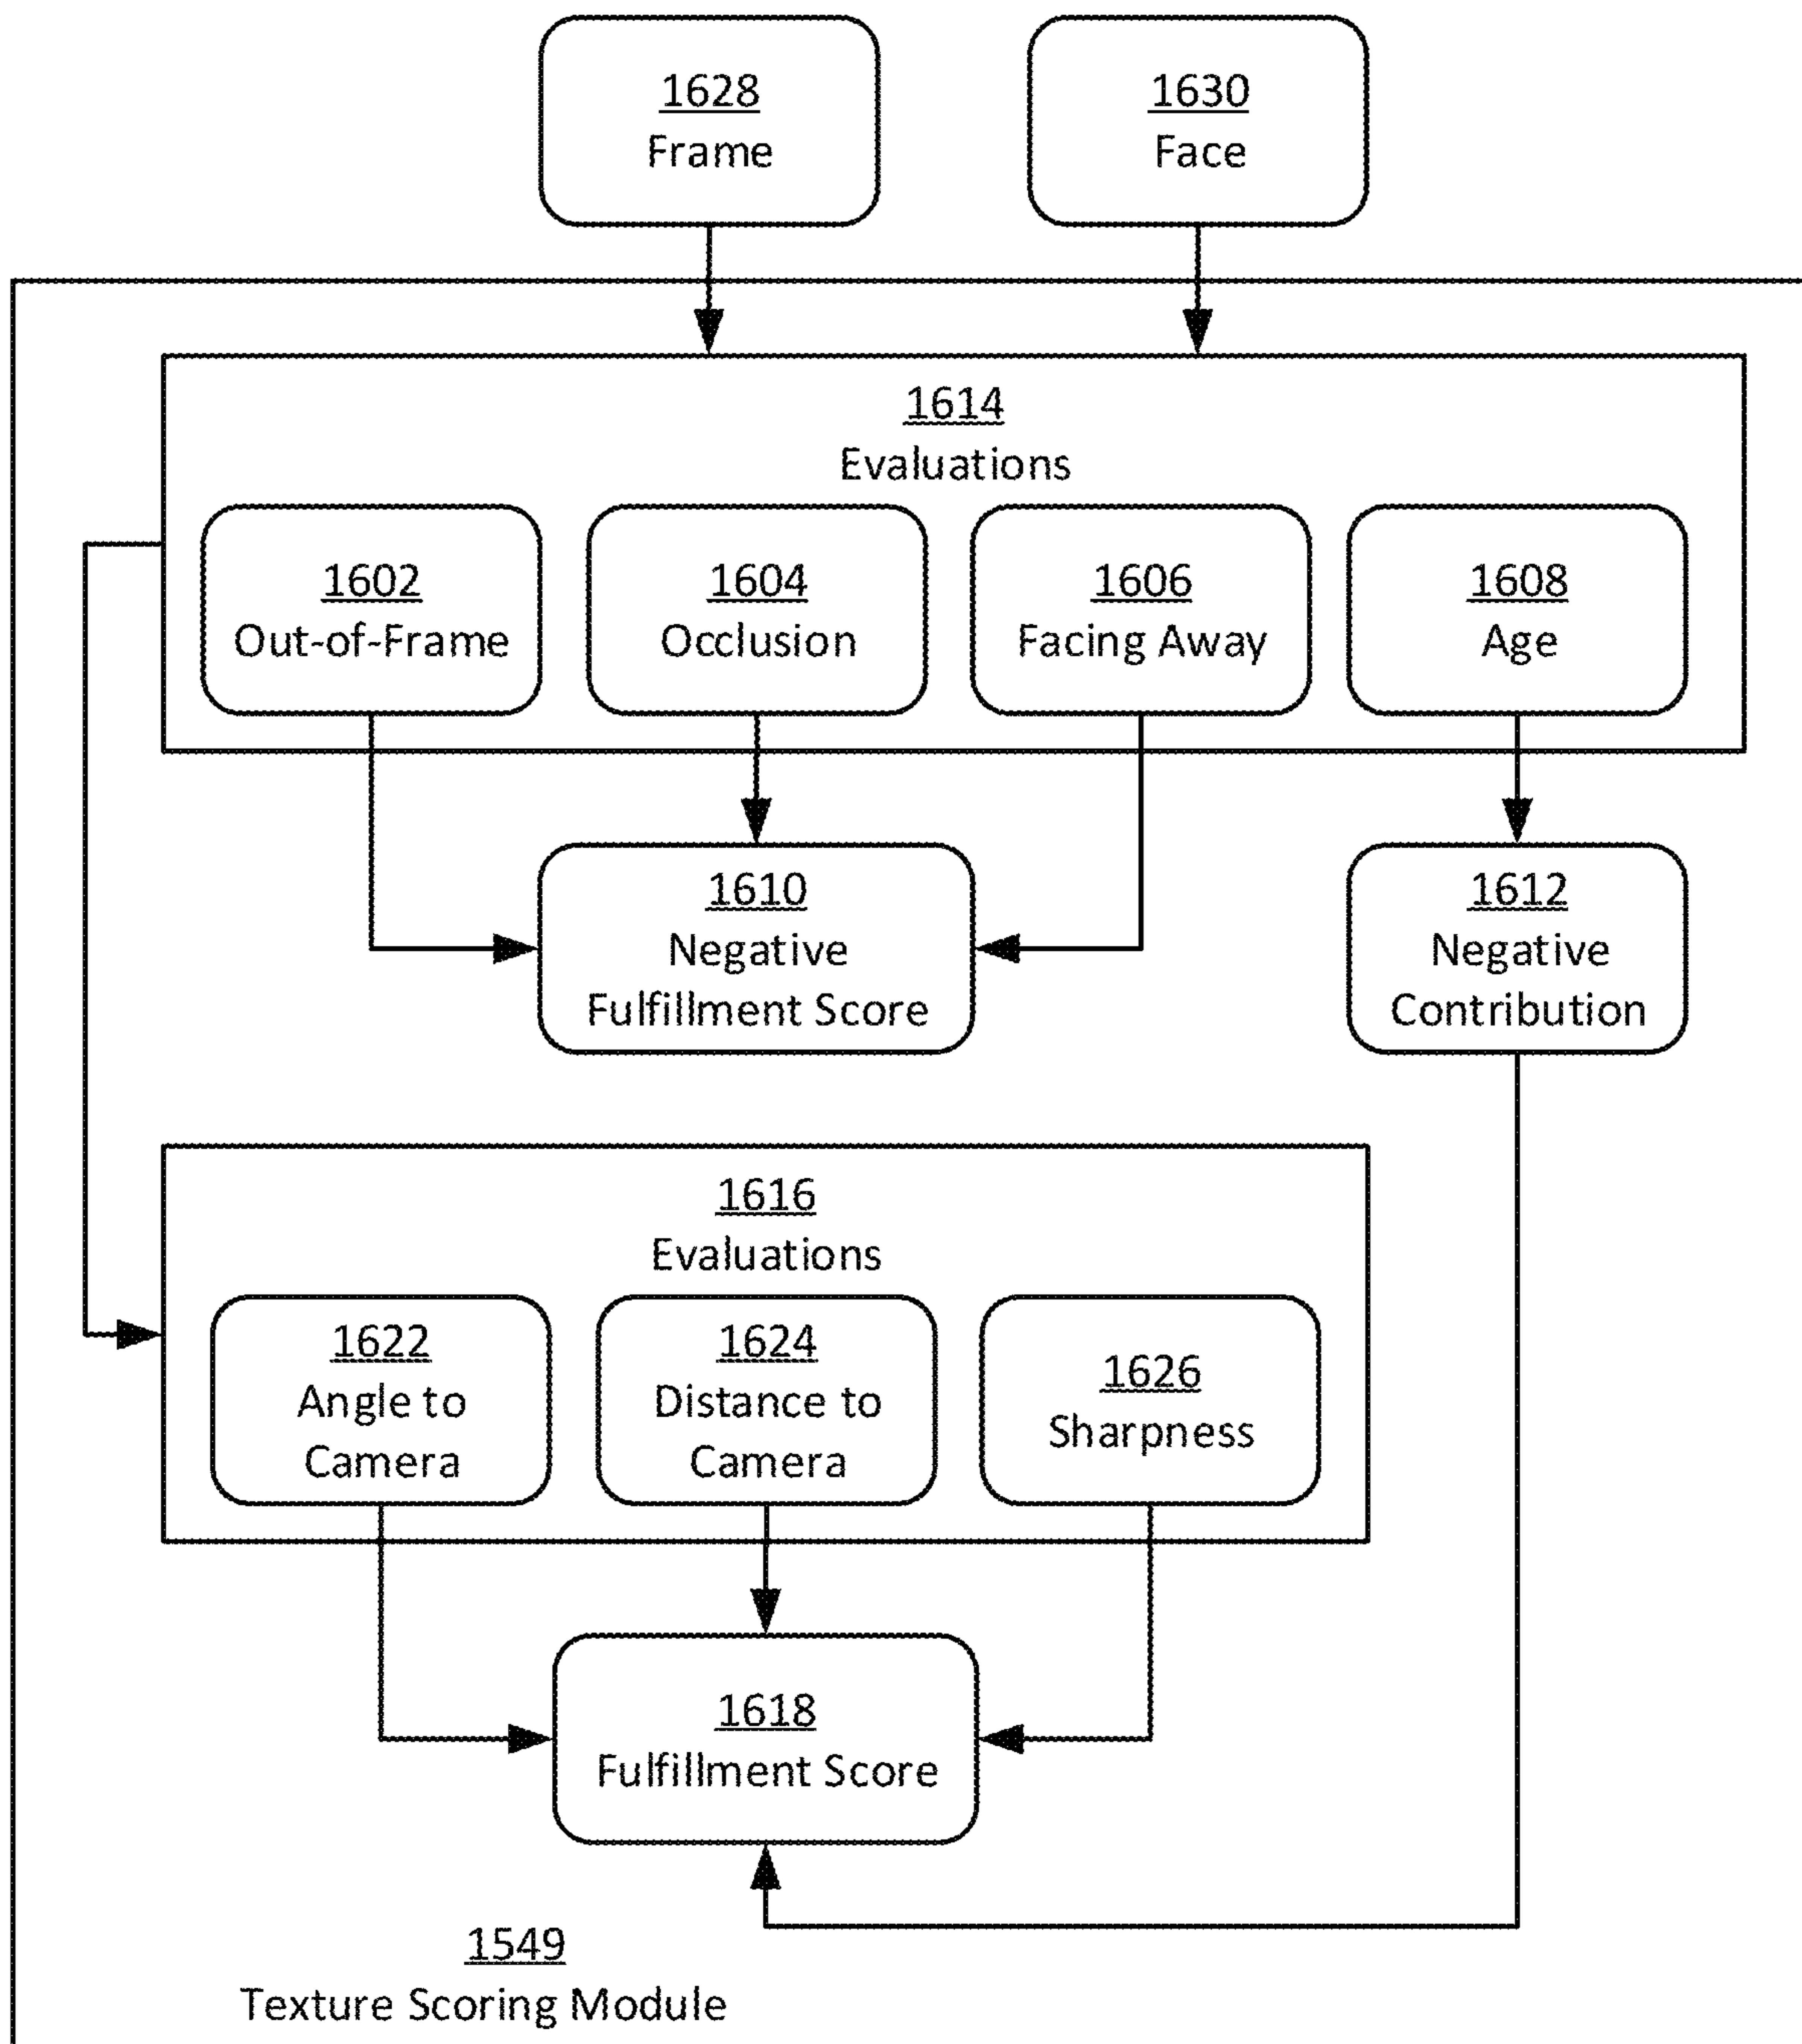 1628
Frame
1630
Face
1614
Evaluations
1602
Out-of-Frame
1604
Occlusion
1606
Facing Away
1608
Age
1610
Negative
Fulfillment Score
1612
Negative
Contribution
1616
Evaluations
1622
Angle to
Camera
1624
Distance to
Camera
1626
Sharpness
1618
Fulfillment Score
1549
Texture Scoring Module